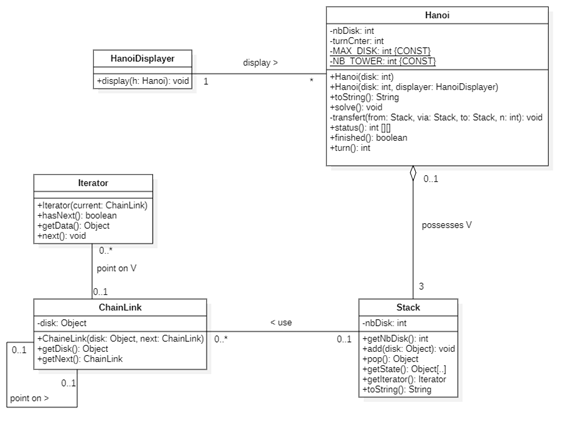 Hanoi
-nbDisk: int
-turnCnter: int
-MAX_DISK: int {CONST}
-NB_TOWER: int {CONST}
+Hanoi(disk: int)
+Hanoi(disk: int, displayer: HanoiDisplayer)
+toString(): String
+solve(): void
-transfert(from: Stack, via: Stack, to: Stack, n: int): void
+status(): int [][]
+finished(): boolean
+turn(): int
HanoiDisplayer
+display(h: Hanoi): void
display >
1
*
0..1
possesses V
3
Iterator
+Iterator(current: ChainLink)
+hasNext(): boolean
+getData(): Object
+next(): void
0..*
point on V
0..1
ChainLink
-disk: Object
+ChaineLink(disk: Object, next: ChainLink)
+getDisk(): Object
+getNext(): ChainLink
0..1
0..1
point on >
< use
0..*
0..1
Stack
-nbDisk: int
+getNbDisk(): int
+add(disk: Object): void
+pop(): Object
+getState(): Object[..]
+getIterator(): Iterator
+toString(): String